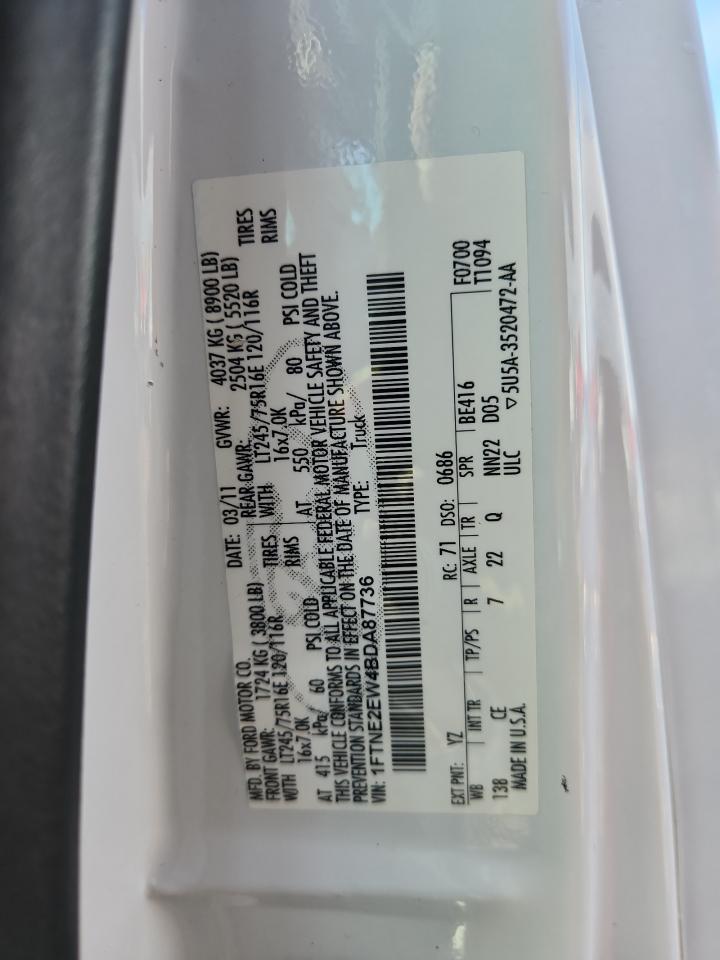 MFD. BY FORD MOTOR CO. DATE: 03/11 GVWR: 4037 KG ( 8900 LB)
FRONT GAWR: 1724 KG ( 3800 LB) REAR GAWR: 2504 KG ( 5520 LB)
WITH LT245/75R16E 120/116R TIRES WITH LT245/75R16E 120/116R TIRES
16x7.0K RIMS 16x7.0K RIMS
AT 415 kPa/ 60 PSI COLD AT 550 kPa/ 80 PSI COLD
THIS VEHICLE CONFORMS TO ALL APPLICABLE FEDERAL MOTOR VEHICLE SAFETY AND THEFT
PREVENTION STANDARDS IN EFFECT ON THE DATE OF MANUFACTURE SHOWN ABOVE.
VIN: 1FTNE2EW4BDA87736 TYPE: Truck
EXT PNT: YZ RC: 71 DSO: 0686 F0700
WB INT TR TP/PS R AXLE TR SPR BE416 T1094
138 CE 7 22 Q NN22 D05
MADE IN U.S.A. ULC ▽ 5U5A-3520472-AA